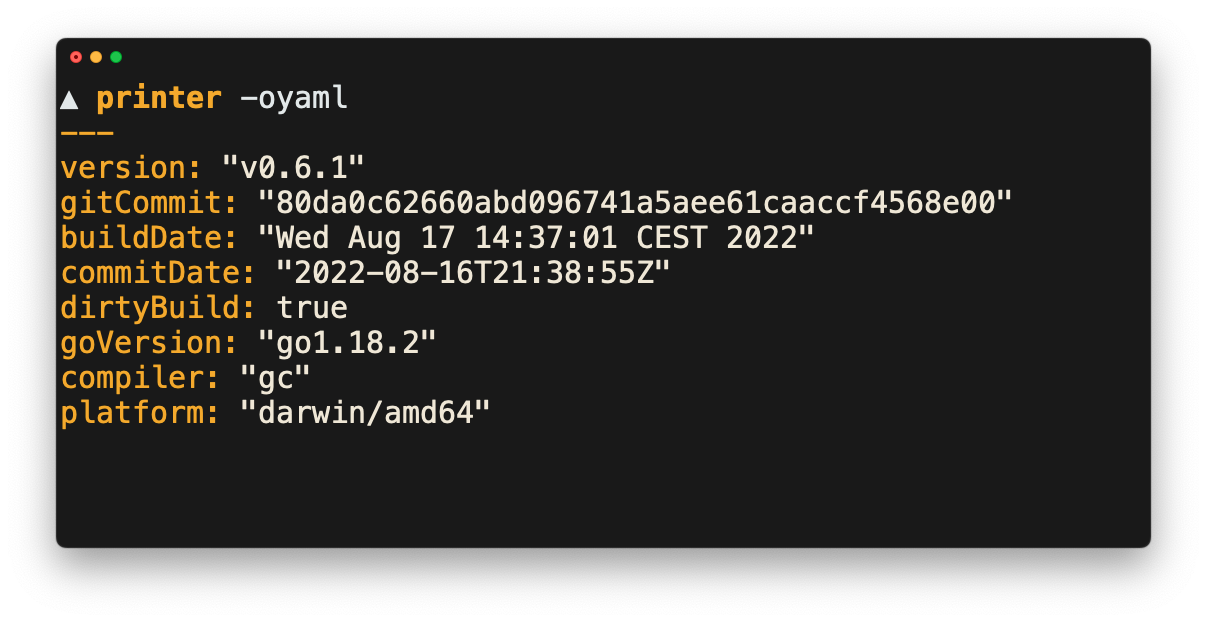 ▲ printer -oyaml
---
version: "v0.6.1"
gitCommit: "80da0c62660abd096741a5aee61caaccf4568e00"
buildDate: "Wed Aug 17 14:37:01 CEST 2022"
commitDate: "2022-08-16T21:38:55Z"
dirtyBuild: true
goVersion: "go1.18.2"
compiler: "gc"
platform: "darwin/amd64"